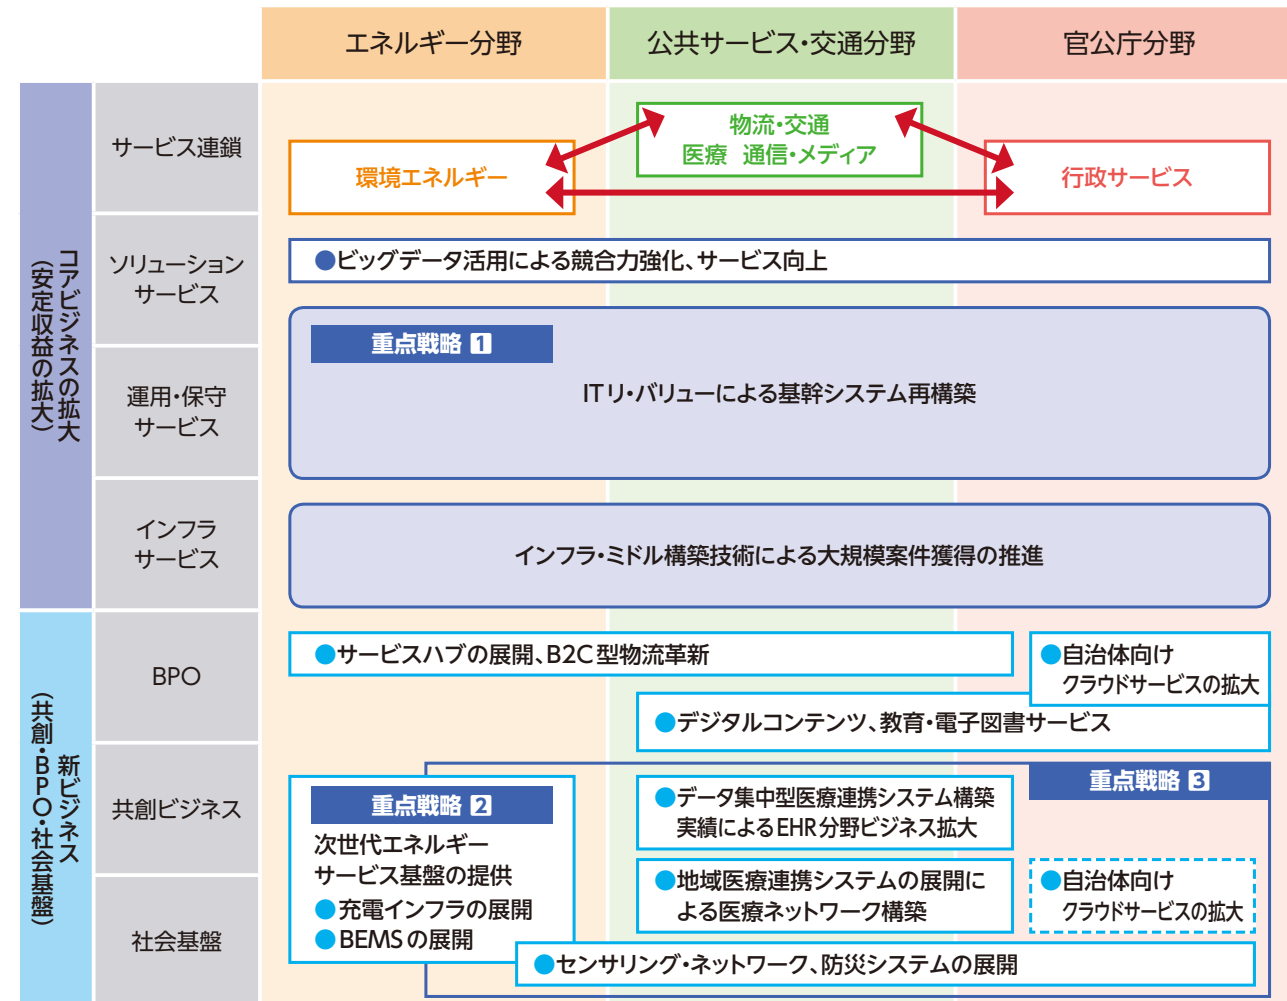 エネルギー分野
公共サービス・交通分野
官公庁分野
コアビジネスの拡大
（安定収益の拡大）
サービス連鎖
物流・交通
医療 通信・メディア
環境エネルギー
行政サービス
ソリューション
サービス
●ビッグデータ活用による競合力強化、サービス向上
重点戦略 1
ITリ・バリューによる基幹システム再構築
運用・保守
サービス
インフラ
サービス
インフラ・ミドル構築技術による大規模案件獲得の推進
新ビジネス
（共創・BPO・社会基盤）
BPO
●サービスハブの展開、B2C型物流革新
●自治体向け
クラウドサービスの拡大
●デジタルコンテンツ、教育・電子図書サービス
共創ビジネス
重点戦略 2
次世代エネルギー
サービス基盤の提供
●充電インフラの展開
●BEMSの展開
重点戦略 3
●データ集中型医療連携システム構築
実績によるEHR分野ビジネス拡大
●地域医療連携システムの展開に
よる医療ネットワーク構築
●自治体向け
クラウドサービスの拡大
社会基盤
●センサリング・ネットワーク、防災システムの展開